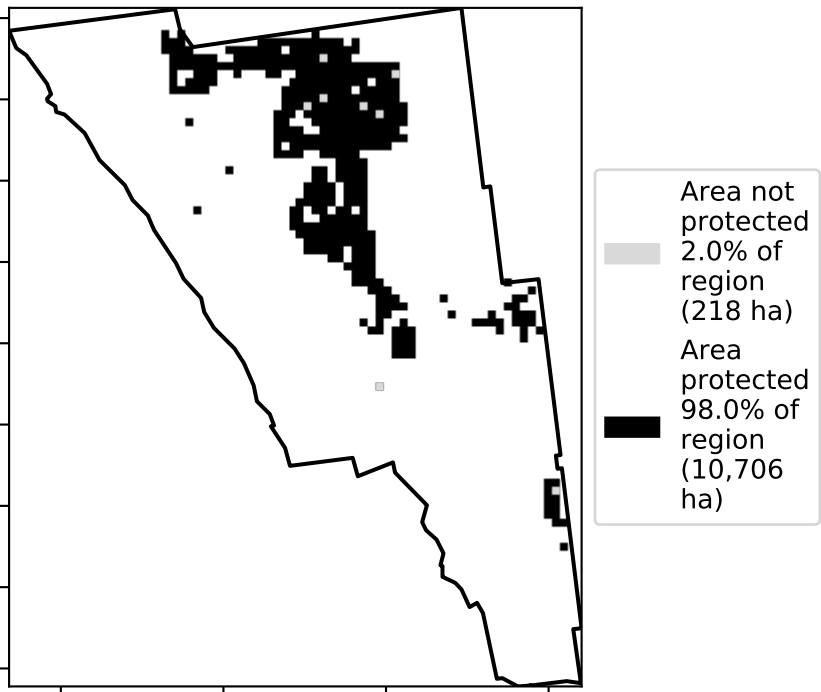 Area not
protected
2.0% of
region
(218 ha)
Area
protected
98.0% of
region
(10,706
ha)